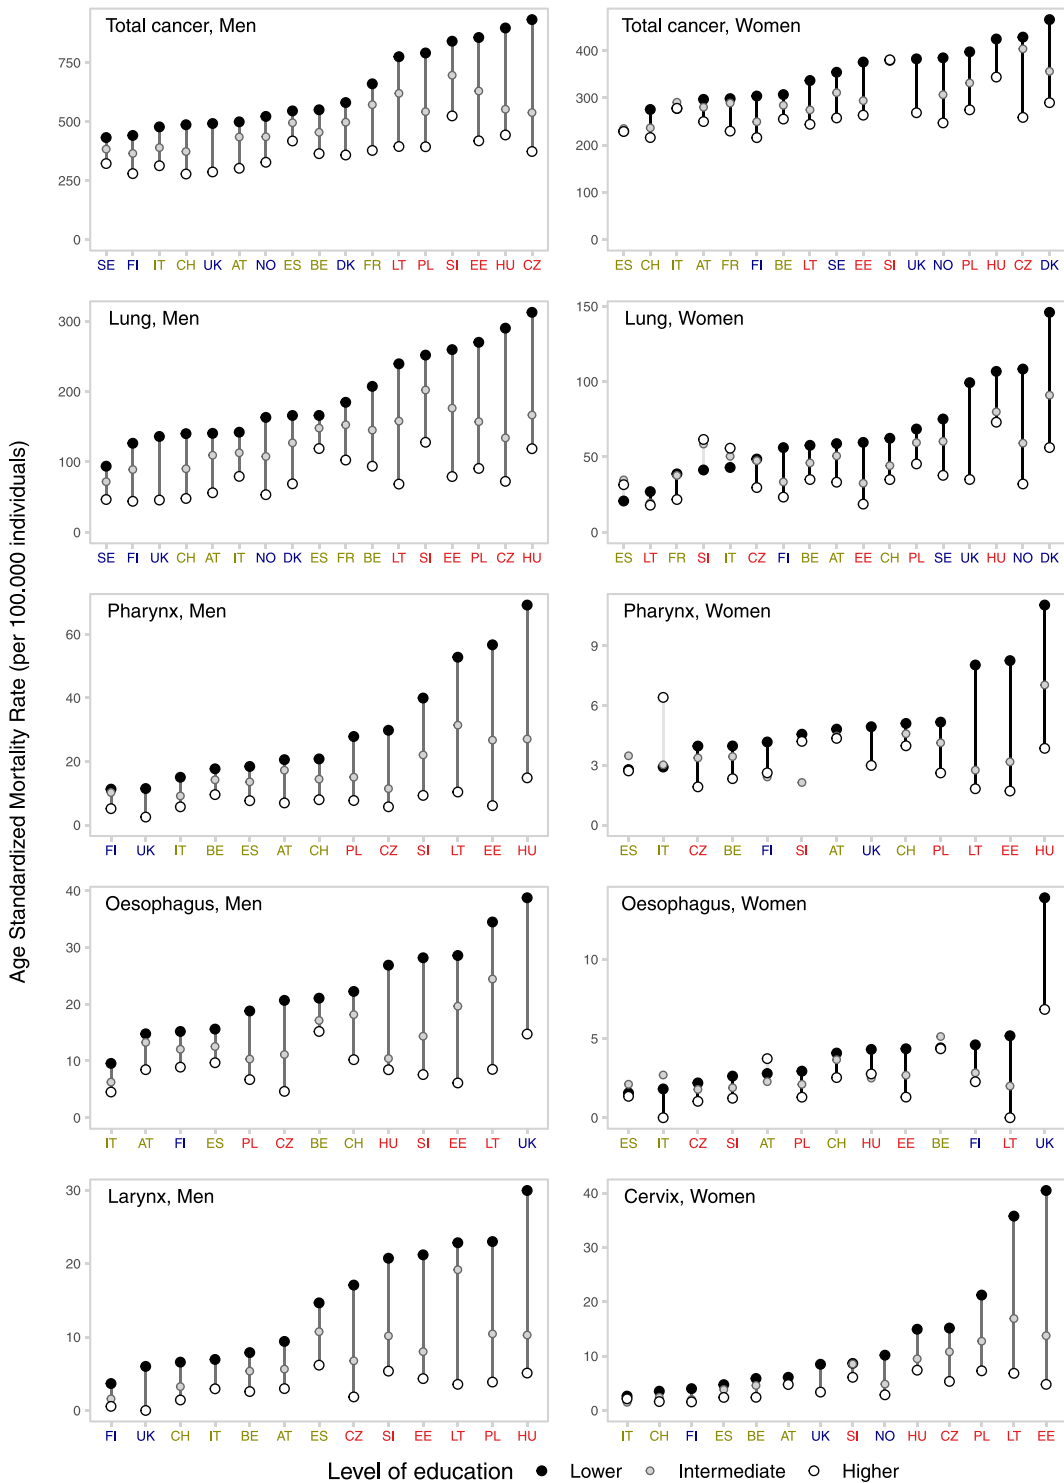 Age Standardized Mortality Rate (per 100.000 individuals)
Total cancer, Men
750
500
250
0
SE FI IT CH UK AT NO ES BE DK FR LT PL SI EE HU CZ
Total cancer, Women
400
300
200
100
0
ES CH IT AT FR FI BE LT SE EE SI UK NO PL HU CZ DK
Lung, Men
300
200
100
0
SE FI UK CH AT IT NO DK ES FR BE LT SI EE PL CZ HU
Lung, Women
150
100
50
0
ES LT FR SI IT CZ FI BE AT EE CH PL SE UK HU NO DK
Pharynx, Men
60
40
20
0
FI UK IT BE ES AT CH PL CZ SI LT EE HU
Pharynx, Women
9
6
3
0
ES IT CZ BE FI SI AT UK CH PL LT EE HU
Oesophagus, Men
40
30
20
10
0
IT AT FI ES PL CZ BE CH HU SI EE LT UK
Oesophagus, Women
10
5
0
ES IT CZ SI AT PL CH HU EE BE FI LT UK
Larynx, Men
30
20
10
0
FI UK CH IT BE AT ES CZ SI EE LT PL HU
Cervix, Women
40
30
20
10
0
IT CH FI ES BE AT UK SI NO HU CZ PL LT EE
Level of education Lower Intermediate Higher